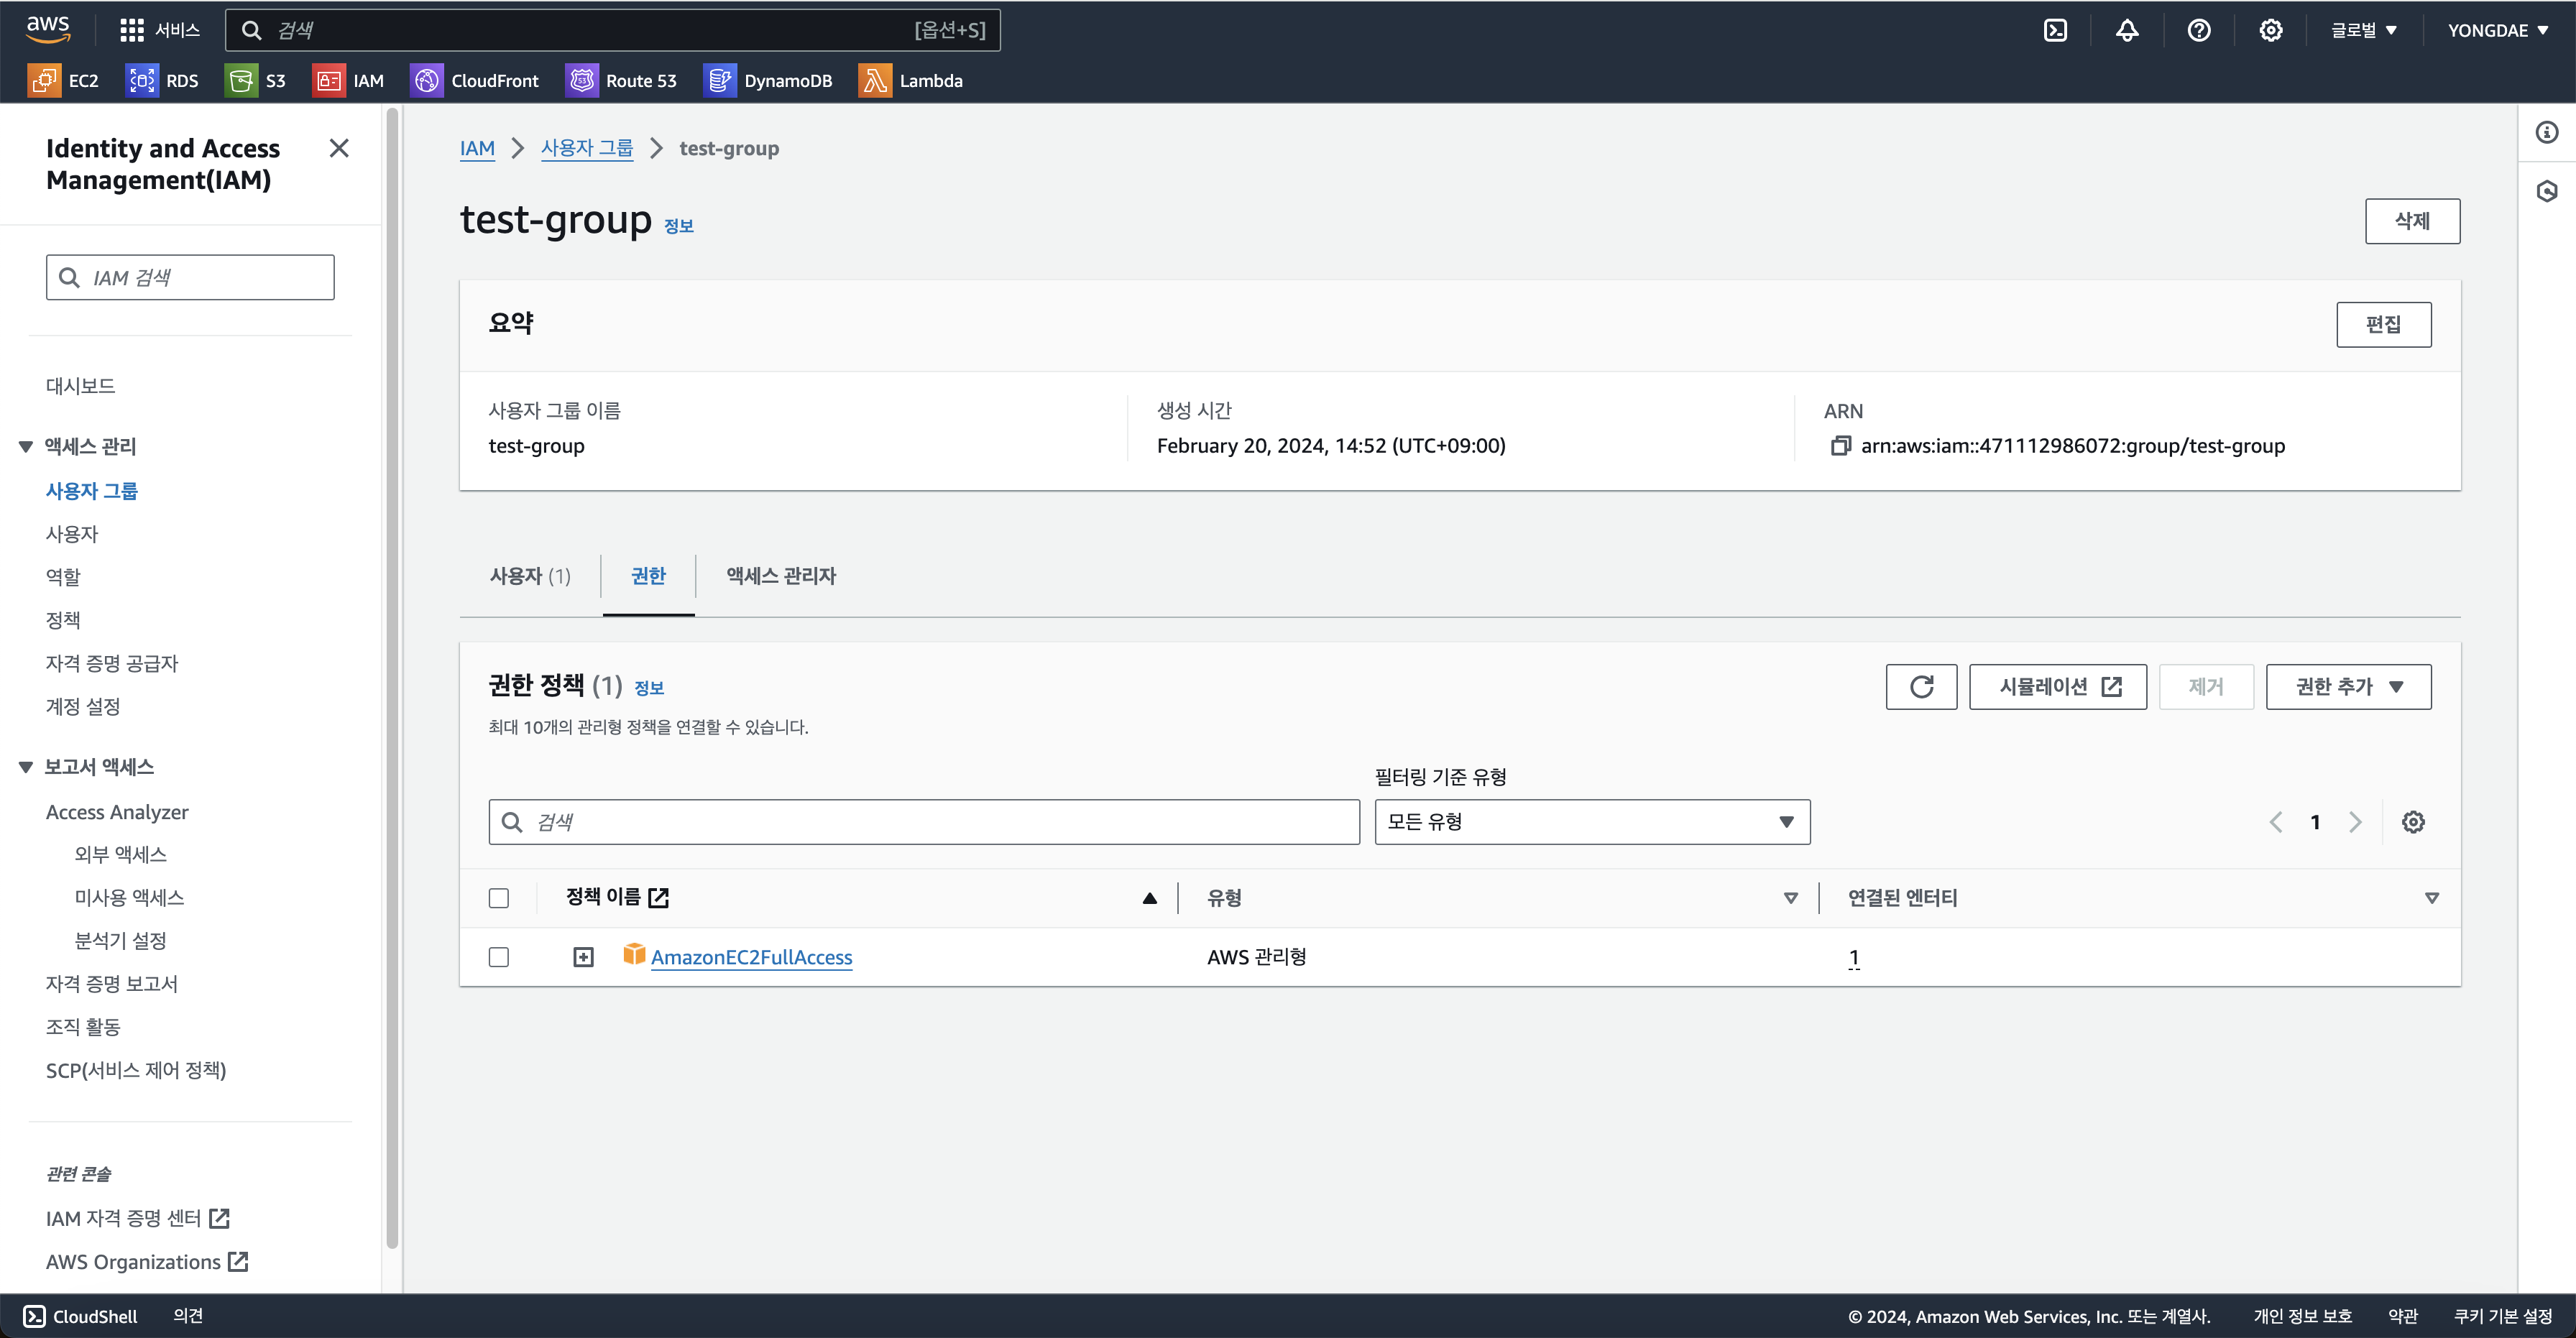 aws
서비스
검색
[옵션+S]
글로벌
YONGDAE
EC2
RDS
S3
IAM
CloudFront
Route 53
DynamoDB
Lambda
Identity and Access
Management(IAM)
IAM 검색
대시보드
액세스 관리
사용자 그룹
사용자
역할
정책
자격 증명 공급자
계정 설정
보고서 액세스
Access Analyzer
외부 액세스
미사용 액세스
분석기 설정
자격 증명 보고서
조직 활동
SCP(서비스 제어 정책)
관련 콘솔
IAM 자격 증명 센터
AWS Organizations
IAM
사용자 그룹
test-group
test-group 정보
삭제
요약
편집
사용자 그룹 이름
test-group
생성 시간
February 20, 2024, 14:52 (UTC+09:00)
ARN
arn:aws:iam::471112986072:group/test-group
사용자 (1)
권한
액세스 관리자
권한 정책 (1) 정보
최대 10개의 관리형 정책을 연결할 수 있습니다.
시뮬레이션
제거
권한 추가
필터링 기준 유형
검색
모든 유형
1
정책 이름
유형
연결된 엔터티
AmazonEC2FullAccess
AWS 관리형
1
CloudShell
의견
© 2024, Amazon Web Services, Inc. 또는 계열사.
개인 정보 보호
약관
쿠키 기본 설정